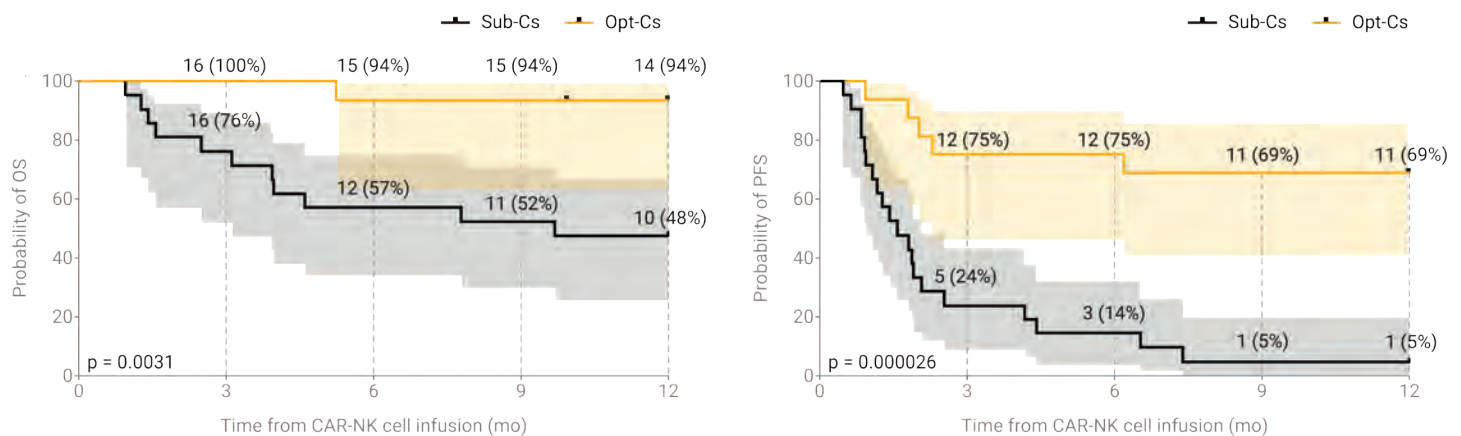 Sub-Cs Opt-Cs
16 (100%) 15 (94%) 15 (94%) 14 (94%)
100
16 (76%)
80
12 (57%)
60
11 (52%)
10 (48%)
40
20
p = 0.0031
0
0 3 6 9 12
Probability of OS
Time from CAR-NK cell infusion (mo)
Sub-Cs Opt-Cs
100
80
12 (75%) 12 (75%)
11 (69%) 11 (69%)
60
40
5 (24%)
20
3 (14%)
1 (5%) 1 (5%)
p = 0.000026
0
0 3 6 9 12
Probability of PFS
Time from CAR-NK cell infusion (mo)